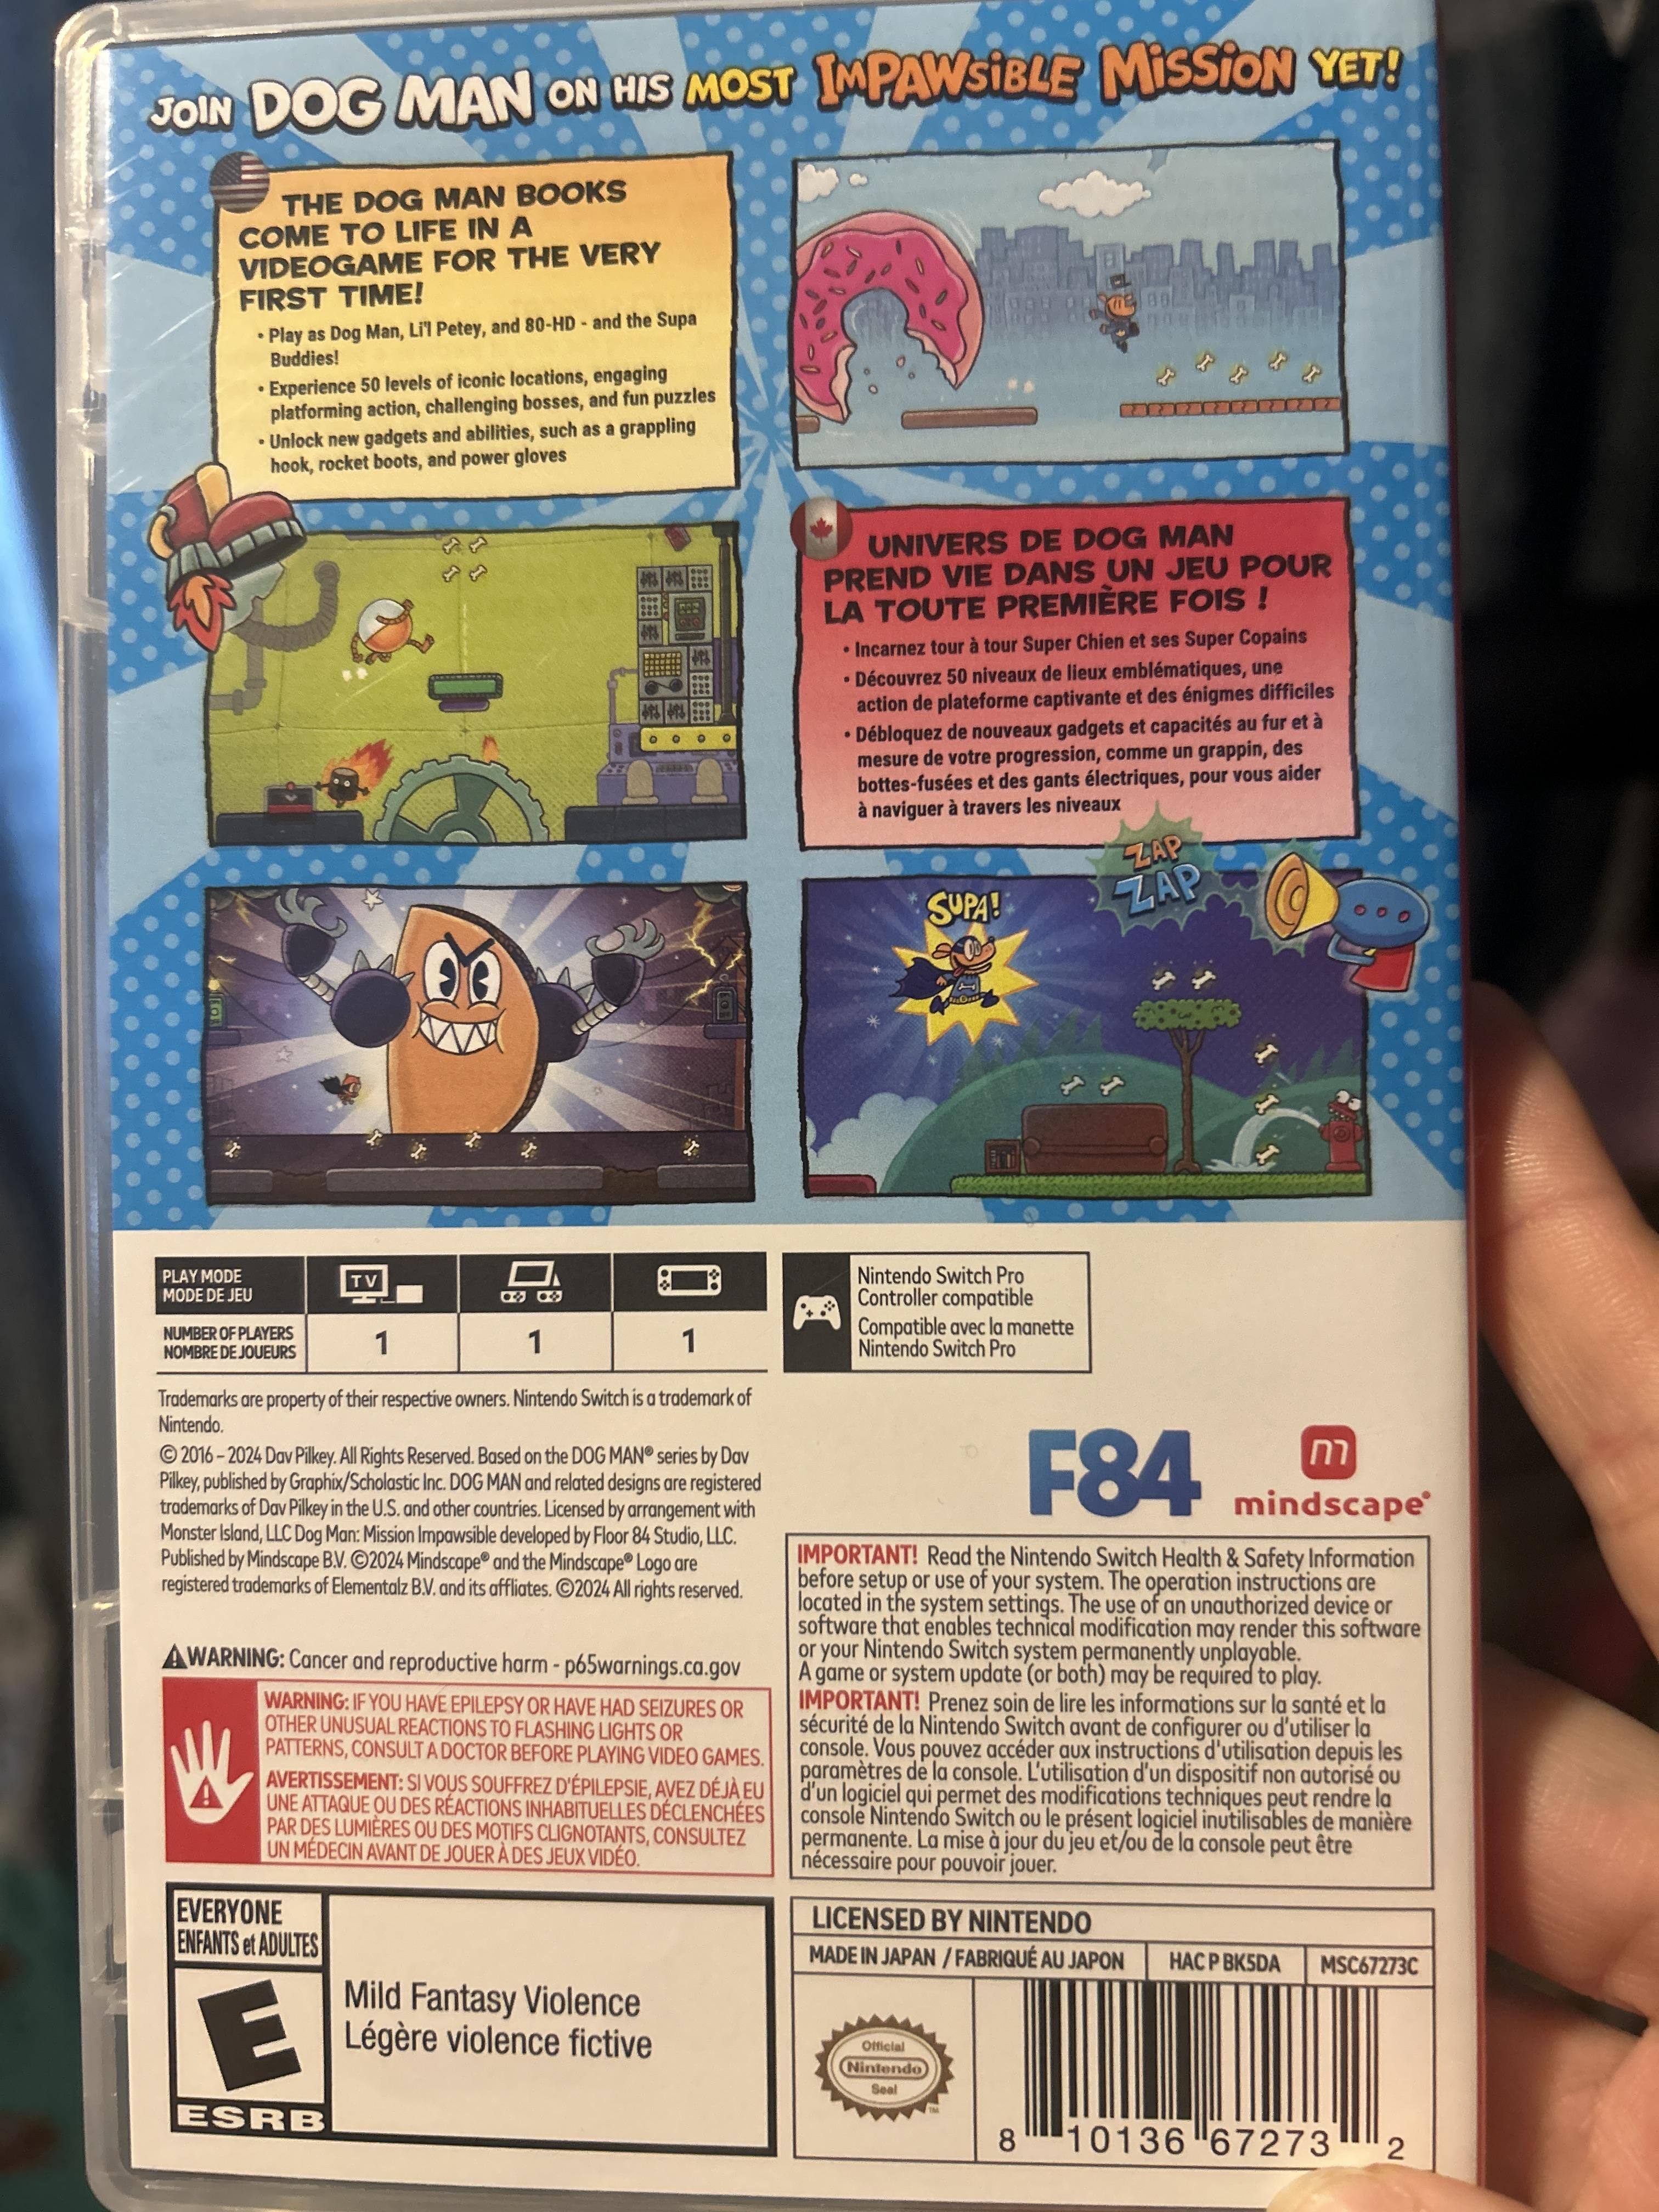 JOIN DOG MAN ON HIS MOST IMPAWSIBLE MISSION YET!
THE DOG MAN BOOKS
COME TO LIFE IN A
VIDEOGAME FOR THE VERY
FIRST TIME!
• Play as Dog Man, Li'l Petey, and 80-HD - and the Supa
Buddies!
• Experience 50 levels of iconic locations, engaging
platforming action, challenging bosses, and fun puzzles
• Unlock new gadgets and abilities, such as a grappling
hook, rocket boots, and power gloves
UNIVERS DE DOG MAN
PREND VIE DANS UN JEU POUR
LA TOUTE PREMIÈRE FOIS !
• Incarnez tour à tour Super Chien et ses Super Copains
• Découvrez 50 niveaux de lieux emblématiques, une
action de plateforme captivante et des énigmes difficiles
• Débloquez de nouveaux gadgets et capacités au fur et à
mesure de votre progression, comme un grappin, des
bottes-fusées et des gants électriques, pour vous aider
à naviguer à travers les niveaux
ZAP
ZAP
SUPA!
PLAY MODE
MODE DE JEU
TV
NUMBER OF PLAYERS
NOMBRE DE JOUEURS
1 1 1
Nintendo Switch Pro
Controller compatible
Compatible avec la manette
Nintendo Switch Pro
Trademarks are property of their respective owners. Nintendo Switch is a trademark of
Nintendo.
© 2016 – 2024 Dav Pilkey. All Rights Reserved. Based on the DOG MAN® series by Dav
Pilkey, published by Graphix/Scholastic Inc. DOG MAN and related designs are registered
trademarks of Dav Pilkey in the U.S. and other countries. Licensed by arrangement with
Monster Island, LLC Dog Man: Mission Impawsible developed by Floor 84 Studio, LLC.
Published by Mindscape B.V. ©2024 Mindscape® and the Mindscape® Logo are
registered trademarks of Elementalz B.V. and its affliates. ©2024 All rights reserved.
F84
m
mindscape®
WARNING: Cancer and reproductive harm - p65warnings.ca.gov
WARNING: IF YOU HAVE EPILEPSY OR HAVE HAD SEIZURES OR
OTHER UNUSUAL REACTIONS TO FLASHING LIGHTS OR
PATTERNS, CONSULT A DOCTOR BEFORE PLAYING VIDEO GAMES.
AVERTISSEMENT: SI VOUS SOUFFREZ D'ÉPILEPSIE, AVEZ DÉJÀ EU
UNE ATTAQUE OU DES RÉACTIONS INHABITUELLES DÉCLENCHÉES
PAR DES LUMIÈRES OU DES MOTIFS CLIGNOTANTS, CONSULTEZ
UN MÉDECIN AVANT DE JOUER À DES JEUX VIDÉO.
IMPORTANT! Read the Nintendo Switch Health & Safety Information
before setup or use of your system. The operation instructions are
located in the system settings. The use of an unauthorized device or
software that enables technical modification may render this software
or your Nintendo Switch system permanently unplayable.
A game or system update (or both) may be required to play.
IMPORTANT! Prenez soin de lire les informations sur la santé et la
sécurité de la Nintendo Switch avant de configurer ou d'utiliser la
console. Vous pouvez accéder aux instructions d'utilisation depuis les
paramètres de la console. L'utilisation d'un dispositif non autorisé ou
d'un logiciel qui permet des modifications techniques peut rendre la
console Nintendo Switch ou le présent logiciel inutilisables de manière
permanente. La mise à jour du jeu et/ou de la console peut être
nécessaire pour pouvoir jouer.
EVERYONE
ENFANTS et ADULTES
E
ESRB
Mild Fantasy Violence
Légère violence fictive
LICENSED BY NINTENDO
MADE IN JAPAN / FABRIQUÉ AU JAPON HAC P BK5DA MSC67273C
Official
Nintendo
Seal
TM
8 10136 67273 2